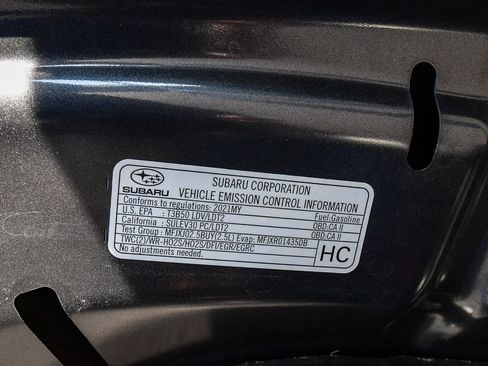 SUBARU
SUBARU CORPORATION
VEHICLE EMISSION CONTROL INFORMATION
Conforms to regulations: 2021MY Fuel:Gasoline
U.S. EPA : T3B50 LDV/LDT2 OBD:CA II
California : SULEV30 PC/LDT2 OBD:CA II
Test Group : MFJXJ02.5BUY(2.5L) Evap: MFJXR01435DB
TWC(2)/WR-HO2S/HO2S/DFI/EGR/EGRC
No adjustments needed.
HC